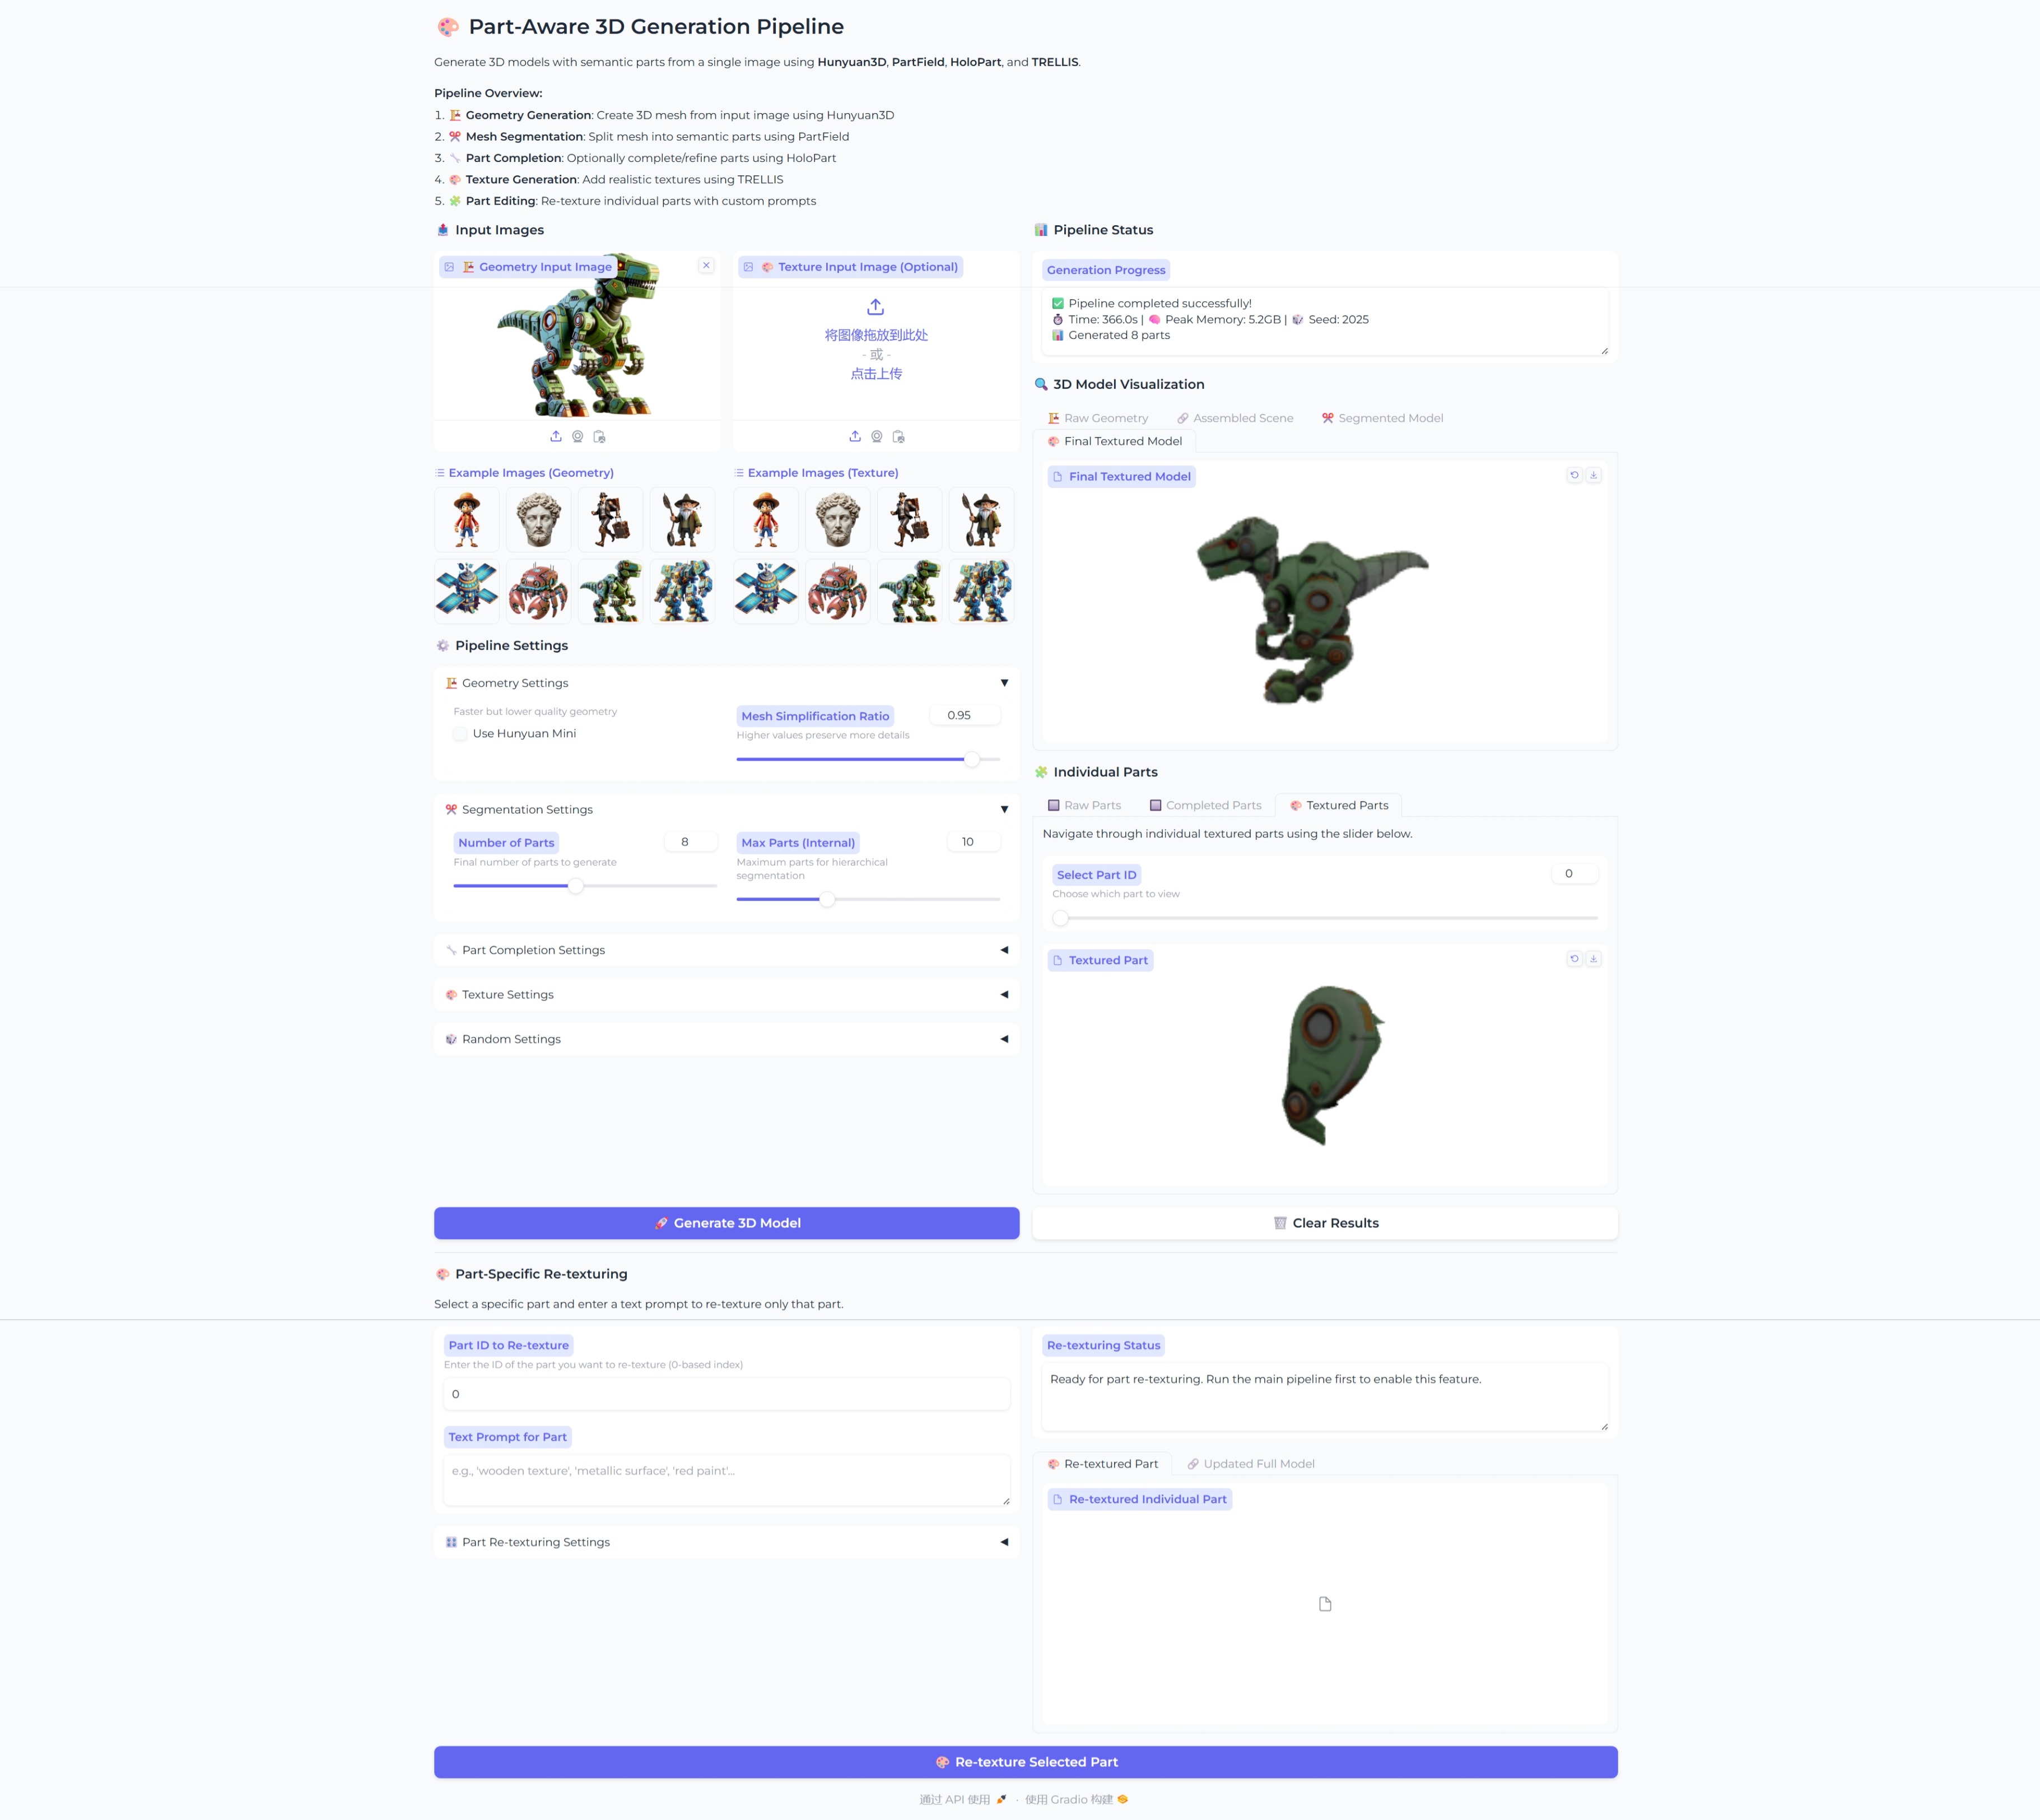 Part-Aware 3D Generation Pipeline
Generate 3D models with semantic parts from a single image using Hunyuan3D, PartField, HoloPart, and TRELLIS.
Pipeline Overview:
1. Geometry Generation: Create 3D mesh from input image using Hunyuan3D
2. Mesh Segmentation: Split mesh into semantic parts using PartField
3. Part Completion: Optionally complete/refine parts using HoloPart
4. Texture Generation: Add realistic textures using TRELLIS
5. Part Editing: Re-texture individual parts with custom prompts
Input Images
Geometry Input Image
Texture Input Image (Optional)
将图像拖放到此处
- 或 -
点击上传
Example Images (Geometry)
Example Images (Texture)
Pipeline Settings
Geometry Settings
Faster but lower quality geometry
Use Hunyuan Mini
Mesh Simplification Ratio
0.95
Higher values preserve more details
Segmentation Settings
Number of Parts
8
Final number of parts to generate
Max Parts (Internal)
10
Maximum parts for hierarchical
segmentation
Part Completion Settings
Texture Settings
Random Settings
Generate 3D Model
Pipeline Status
Generation Progress
Pipeline completed successfully!
Time: 366.0s | Peak Memory: 5.2GB | Seed: 2025
Generated 8 parts
3D Model Visualization
Raw Geometry
Assembled Scene
Segmented Model
Final Textured Model
Final Textured Model
Individual Parts
Raw Parts
Completed Parts
Textured Parts
Navigate through individual textured parts using the slider below.
Select Part ID
0
Choose which part to view
Textured Part
Clear Results
Part-Specific Re-texturing
Select a specific part and enter a text prompt to re-texture only that part.
Part ID to Re-texture
Enter the ID of the part you want to re-texture (0-based index)
0
Text Prompt for Part
e.g., 'wooden texture', 'metallic surface', 'red paint'...
Part Re-texturing Settings
Re-texturing Status
Ready for part re-texturing. Run the main pipeline first to enable this feature.
Re-textured Part
Updated Full Model
Re-textured Individual Part
Re-texture Selected Part
通过 API 使用 · 使用 Gradio 构建